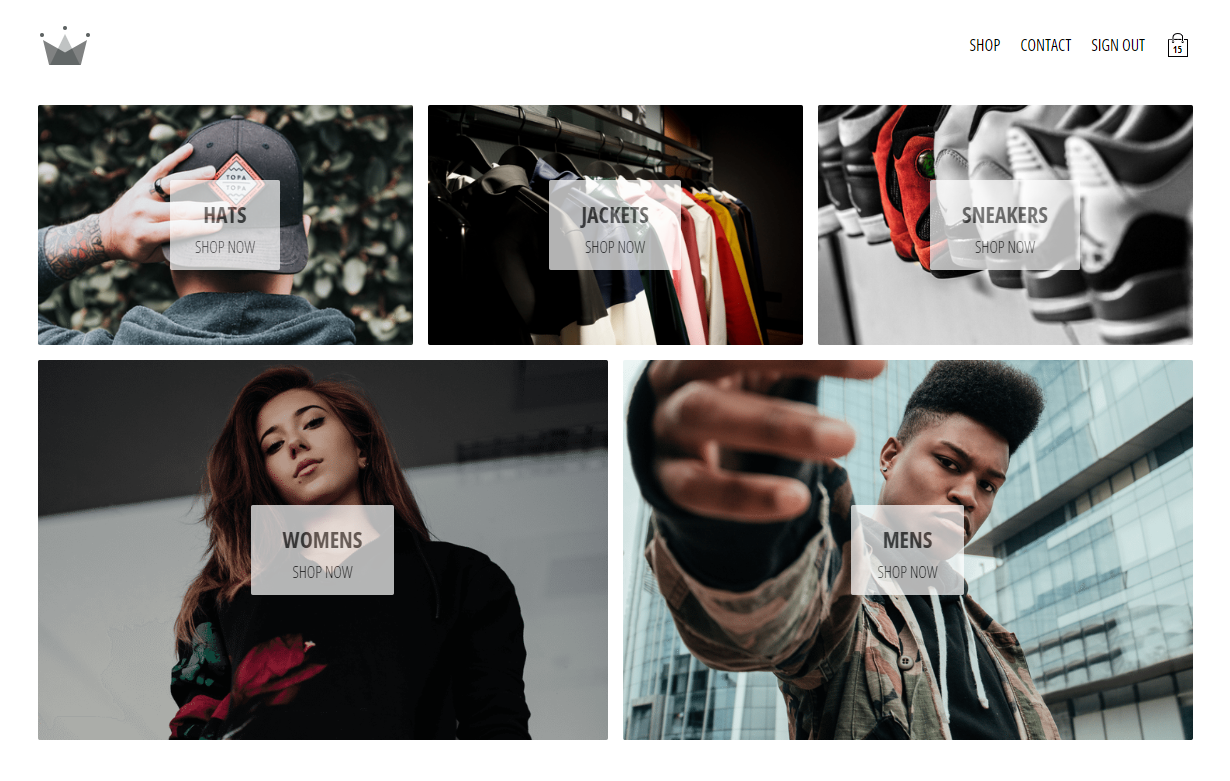 SHOP CONTACT SIGN OUT 15
TOPA
TOPA
HATS
SHOP NOW
JACKETS
SHOP NOW
SNEAKERS
SHOP NOW
WOMENS
SHOP NOW
MENS
SHOP NOW